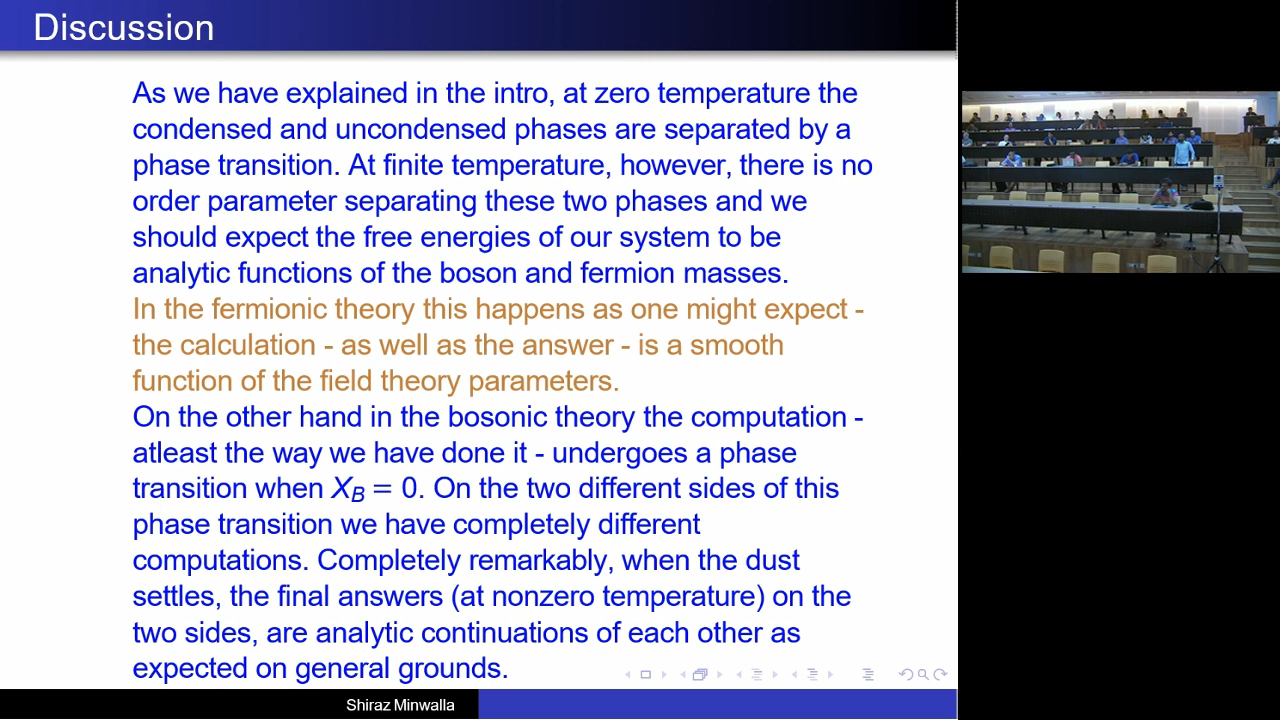 Discussion
As we have explained in the intro, at zero temperature the
condensed and uncondensed phases are separated by a
phase transition. At finite temperature, however, there is no
order parameter separating these two phases and we
should expect the free energies of our system to be
analytic functions of the boson and fermion masses.
In the fermionic theory this happens as one might expect -
the calculation - as well as the answer - is a smooth
function of the field theory parameters.
On the other hand in the bosonic theory the computation -
atleast the way we have done it - undergoes a phase
transition when X_B = 0. On the two different sides of this
phase transition we have completely different
computations. Completely remarkably, when the dust
settles, the final answers (at nonzero temperature) on the
two sides, are analytic continuations of each other as
expected on general grounds.
Shiraz Minwalla